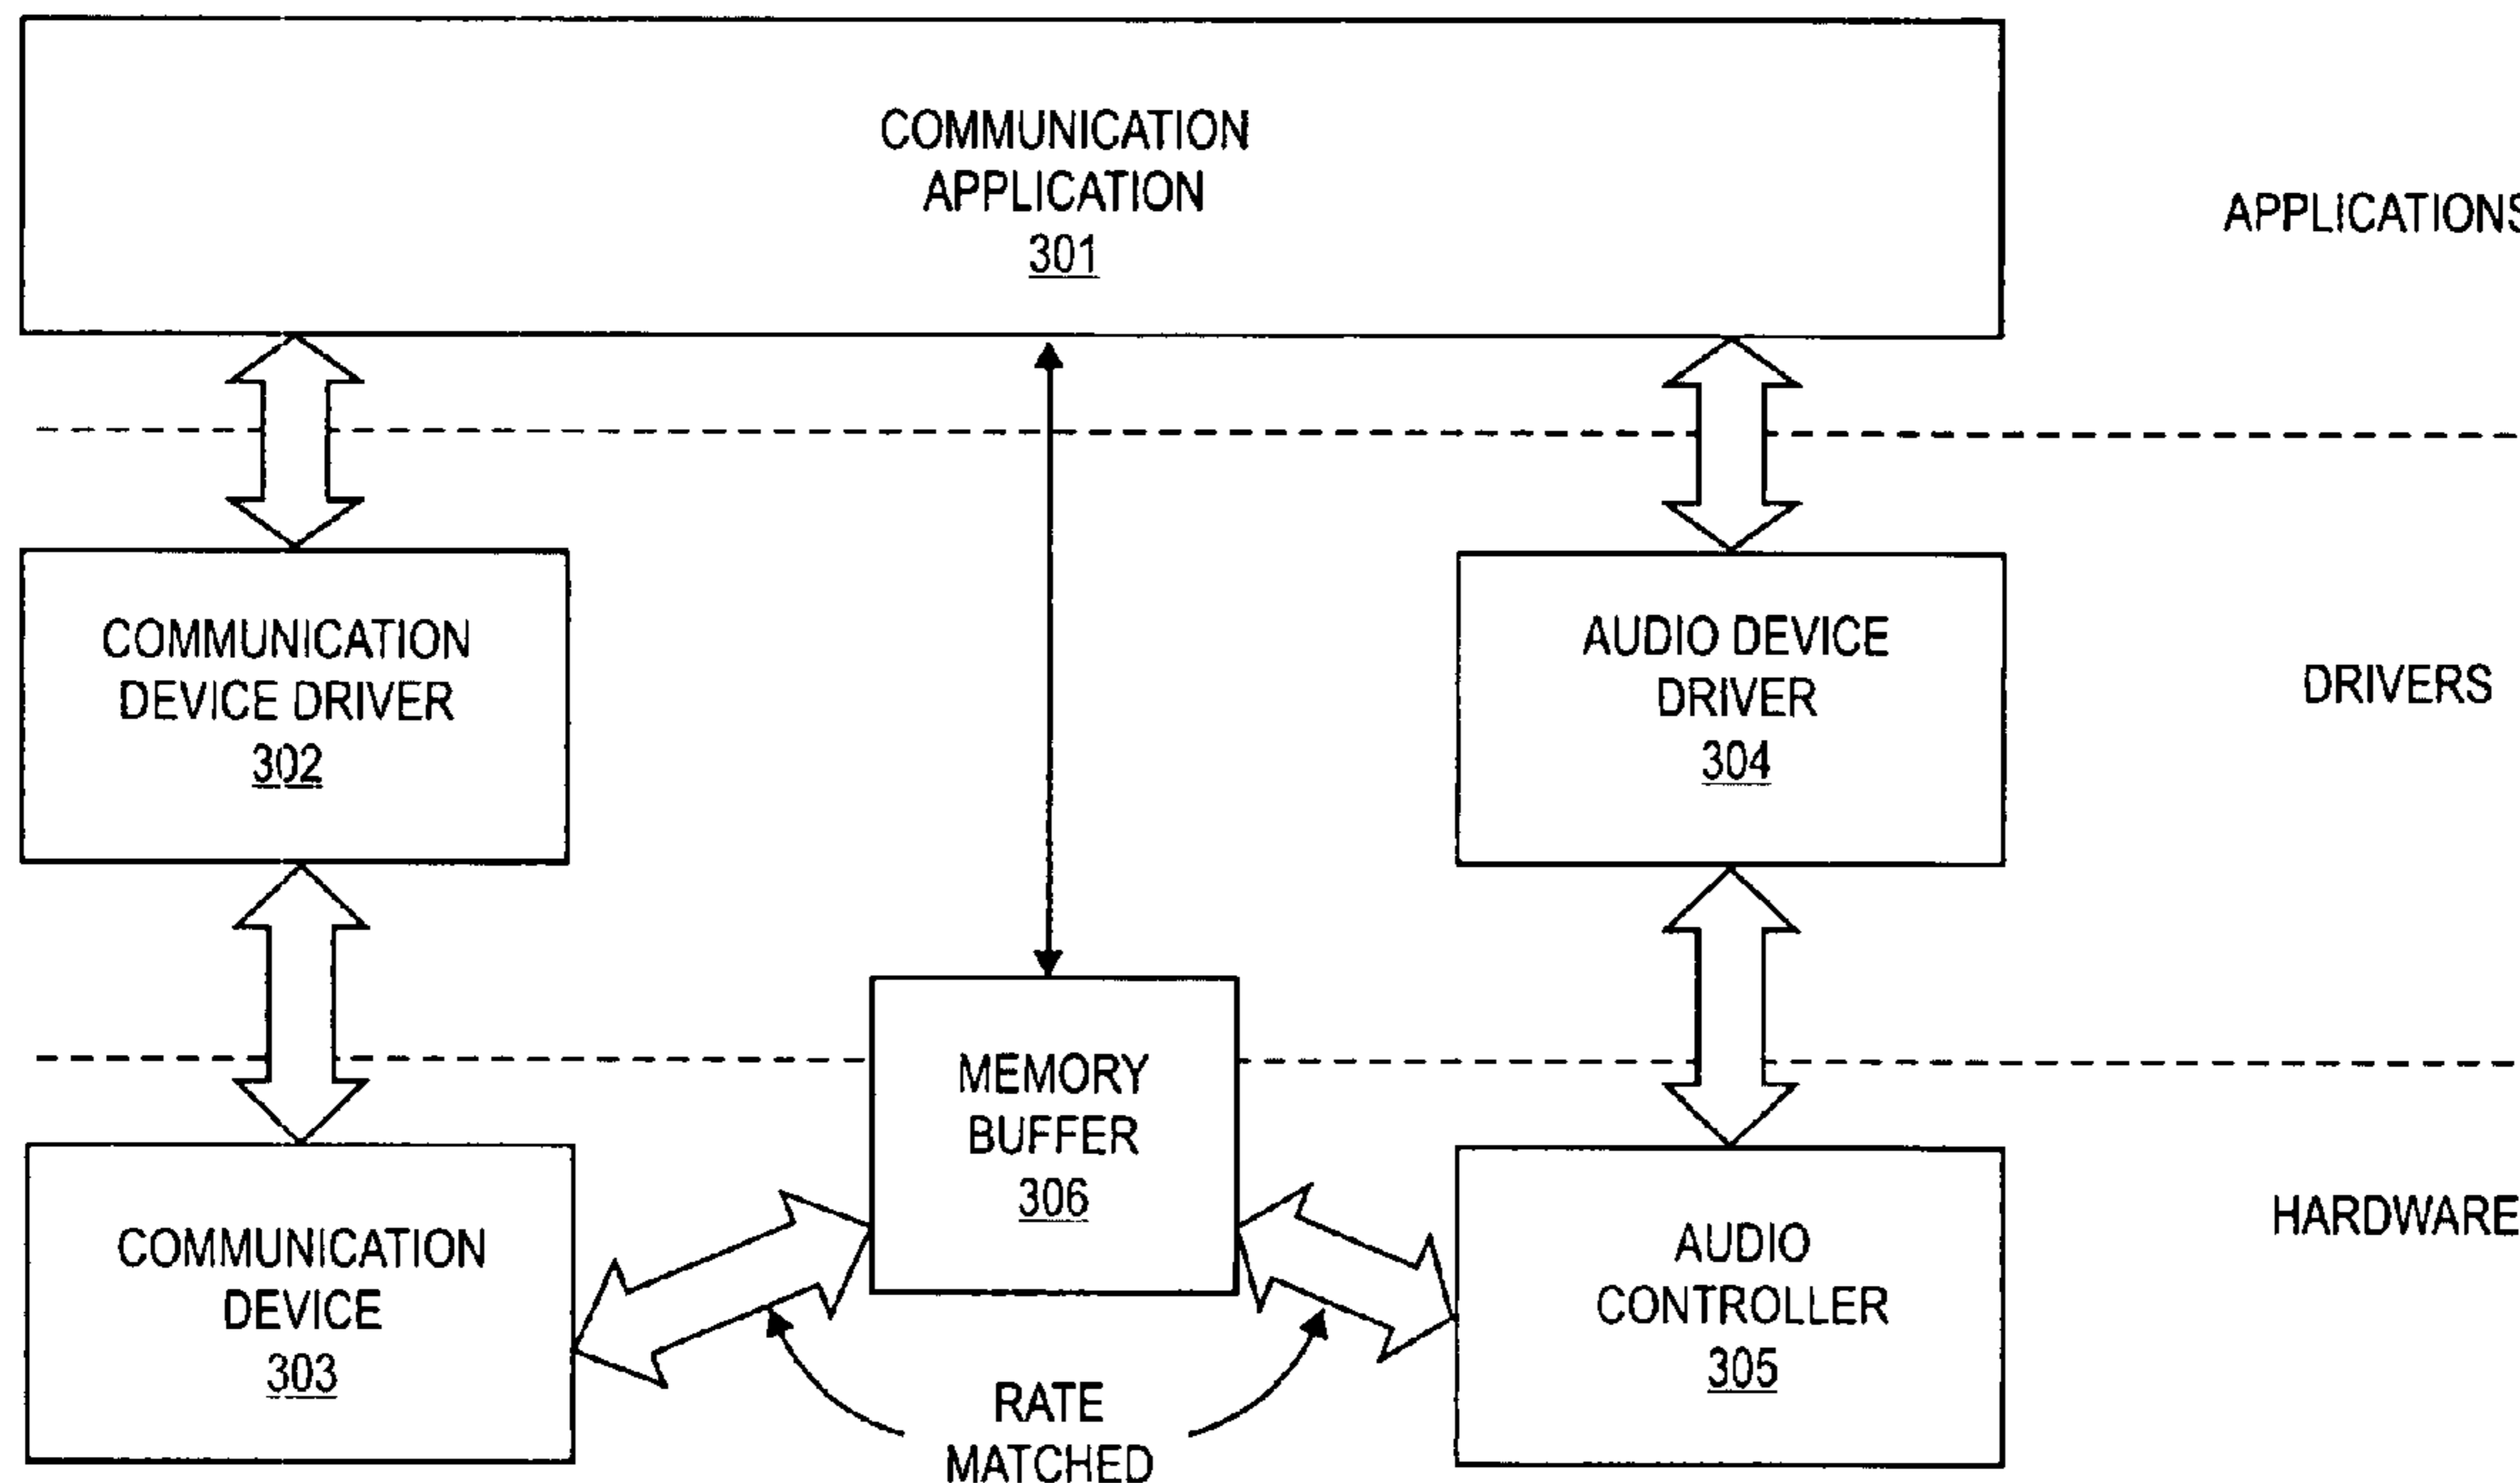 COMMUNICATION
APPLICATION
301
APPLICATIONS
COMMUNICATION
DEVICE DRIVER
302
AUDIO DEVICE
DRIVER
304
DRIVERS
MEMORY
BUFFER
306
COMMUNICATION
DEVICE
303
AUDIO
CONTROLLER
305
HARDWARE
RATE
MATCHED